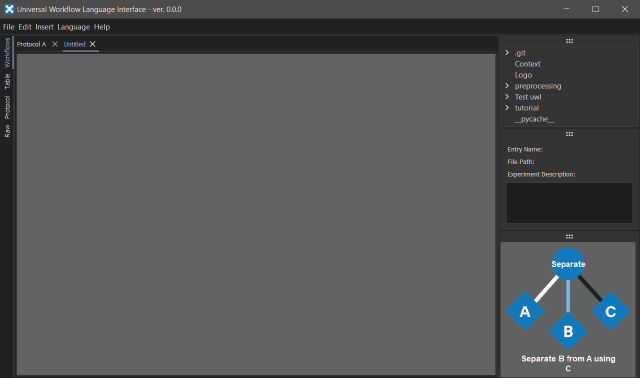 Universal Workflow Language Interface - ver. 0.0.0
File Edit Insert Language Help
Workflows
Table
Protocol
Raw
Protocol A
Untitled
.git
Context
Logo
preprocessing
Test uwl
tutorial
__pycache__
Entry Name:
File Path:
Experiment Description:
Separate
A
B
C
Separate B from A using
C